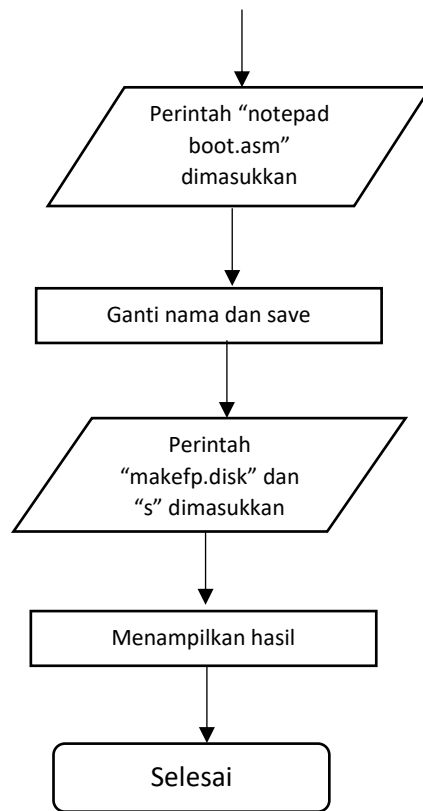 Perintah “notepad
boot.asm”
dimasukkan
Ganti nama dan save
Perintah
“makefp.disk” dan
“s” dimasukkan
Menampilkan hasil
Selesai